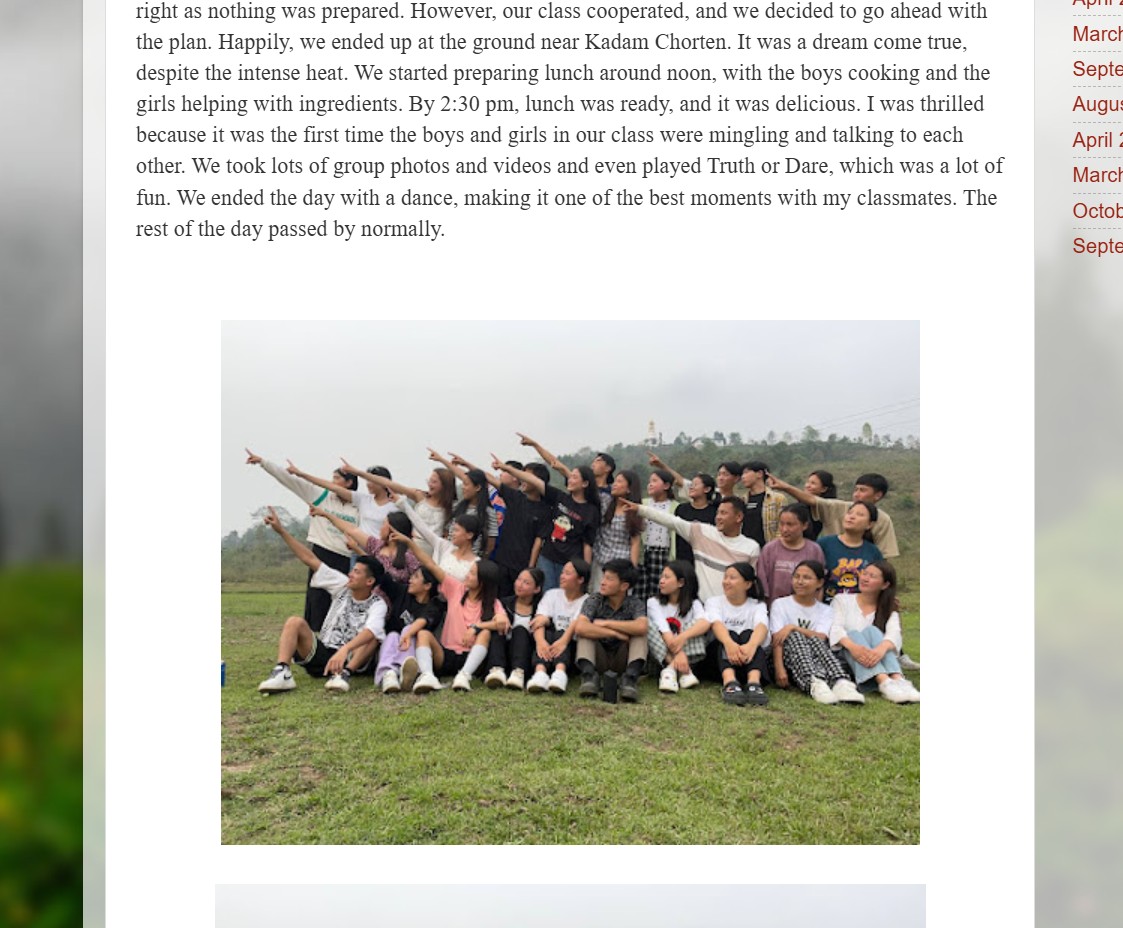 right as nothing was prepared. However, our class cooperated, and we decided to go ahead with
the plan. Happily, we ended up at the ground near Kadam Chorten. It was a dream come true,
despite the intense heat. We started preparing lunch around noon, with the boys cooking and the
girls helping with ingredients. By 2:30 pm, lunch was ready, and it was delicious. I was thrilled
because it was the first time the boys and girls in our class were mingling and talking to each
other. We took lots of group photos and videos and even played Truth or Dare, which was a lot of
fun. We ended the day with a dance, making it one of the best moments with my classmates. The
rest of the day passed by normally.
April 2
March
Septe
Augus
April 2
March
Octob
Septe